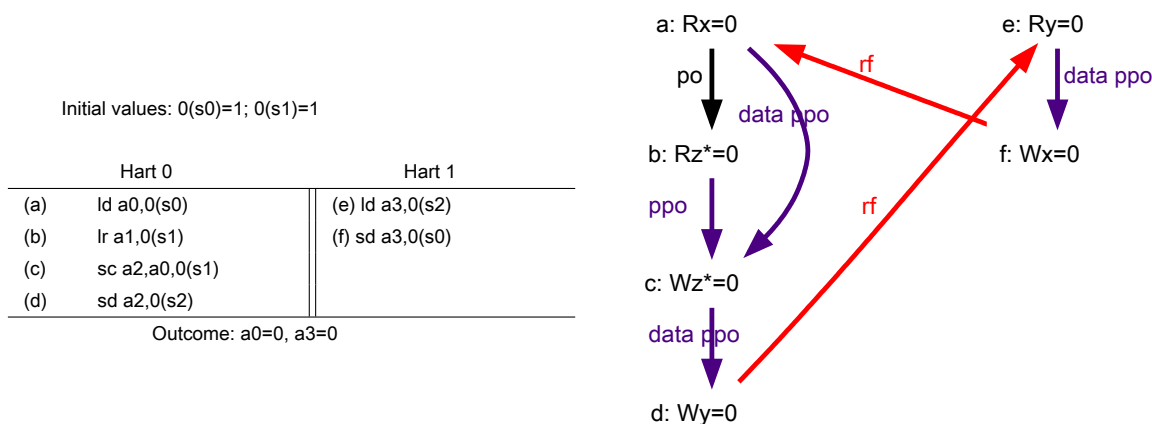 Initial values: 0(s0)=1; 0(s1)=1
Hart 0 Hart 1
(a) ld a0,0(s0) (e) ld a3,0(s2)
(b) lr a1,0(s1) (f) sd a3,0(s0)
(c) sc a2,a0,0(s1)
(d) sd a2,0(s2)
Outcome: a0=0, a3=0
a: Rx=0 e: Ry=0
po rf data ppo
data ppo
b: Rz*=0 f: Wx=0
ppo rf
c: Wz*=0
data ppo
d: Wy=0